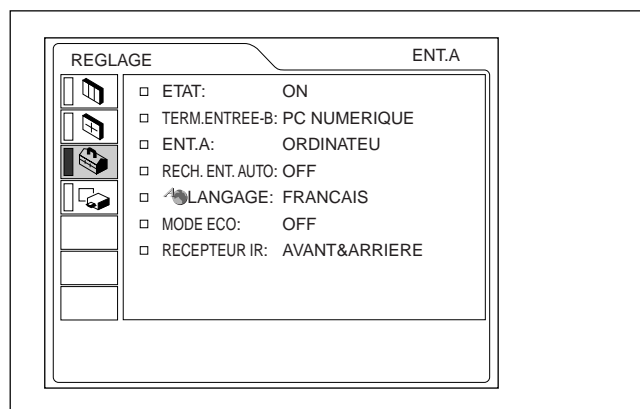 REGLAGE ENT.A
ETAT: ON
TERM.ENTREE-B: PC NUMERIQUE
ENT.A: ORDINATEU
RECH. ENT. AUTO: OFF
LANGAGE: FRANCAIS
MODE ECO: OFF
RECEPTEUR IR: AVANT&ARRIERE